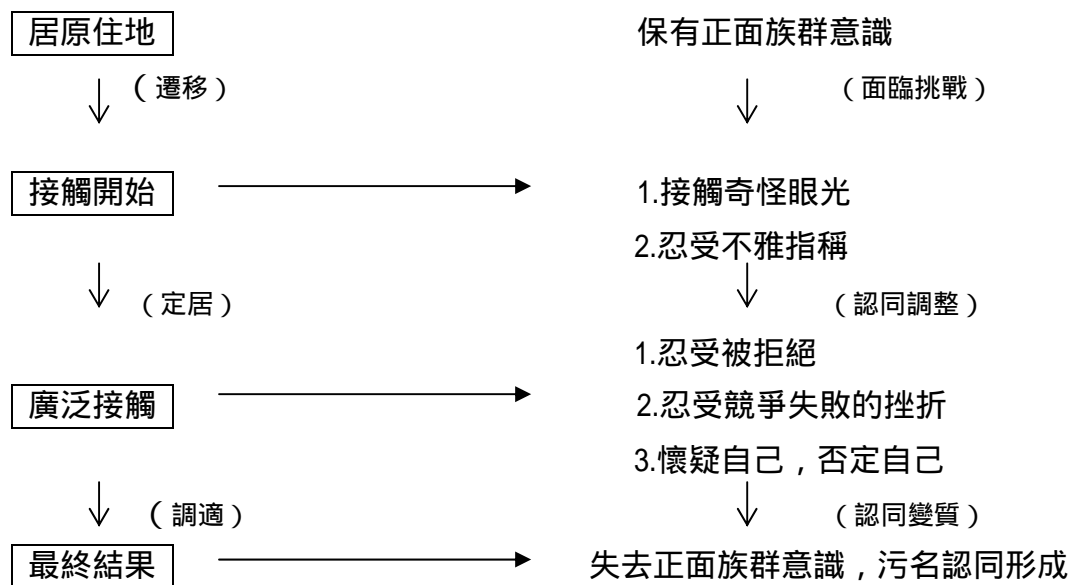 居原住地 保有正面族群意識
（遷移） （面臨挑戰）
接觸開始 1.接觸奇怪眼光
2.忍受不雅指稱
（定居） （認同調整）
1.忍受被拒絕
廣泛接觸 2.忍受競爭失敗的挫折
3.懷疑自己，否定自己
（調適） （認同變質）
最終結果 失去正面族群意識，污名認同形成